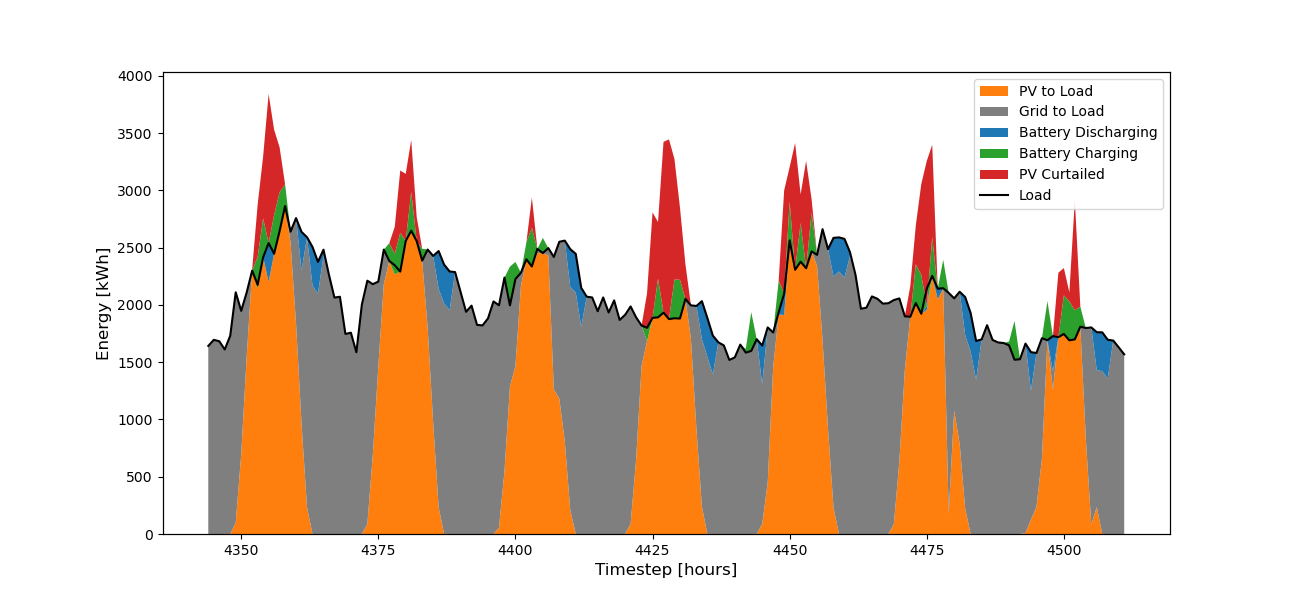 4000
3500
3000
2500
2000
1500
1000
500
0
Energy [kWh]
PV to Load
Grid to Load
Battery Discharging
Battery Charging
PV Curtailed
Load
4350 4375 4400 4425 4450 4475 4500
Timestep [hours]